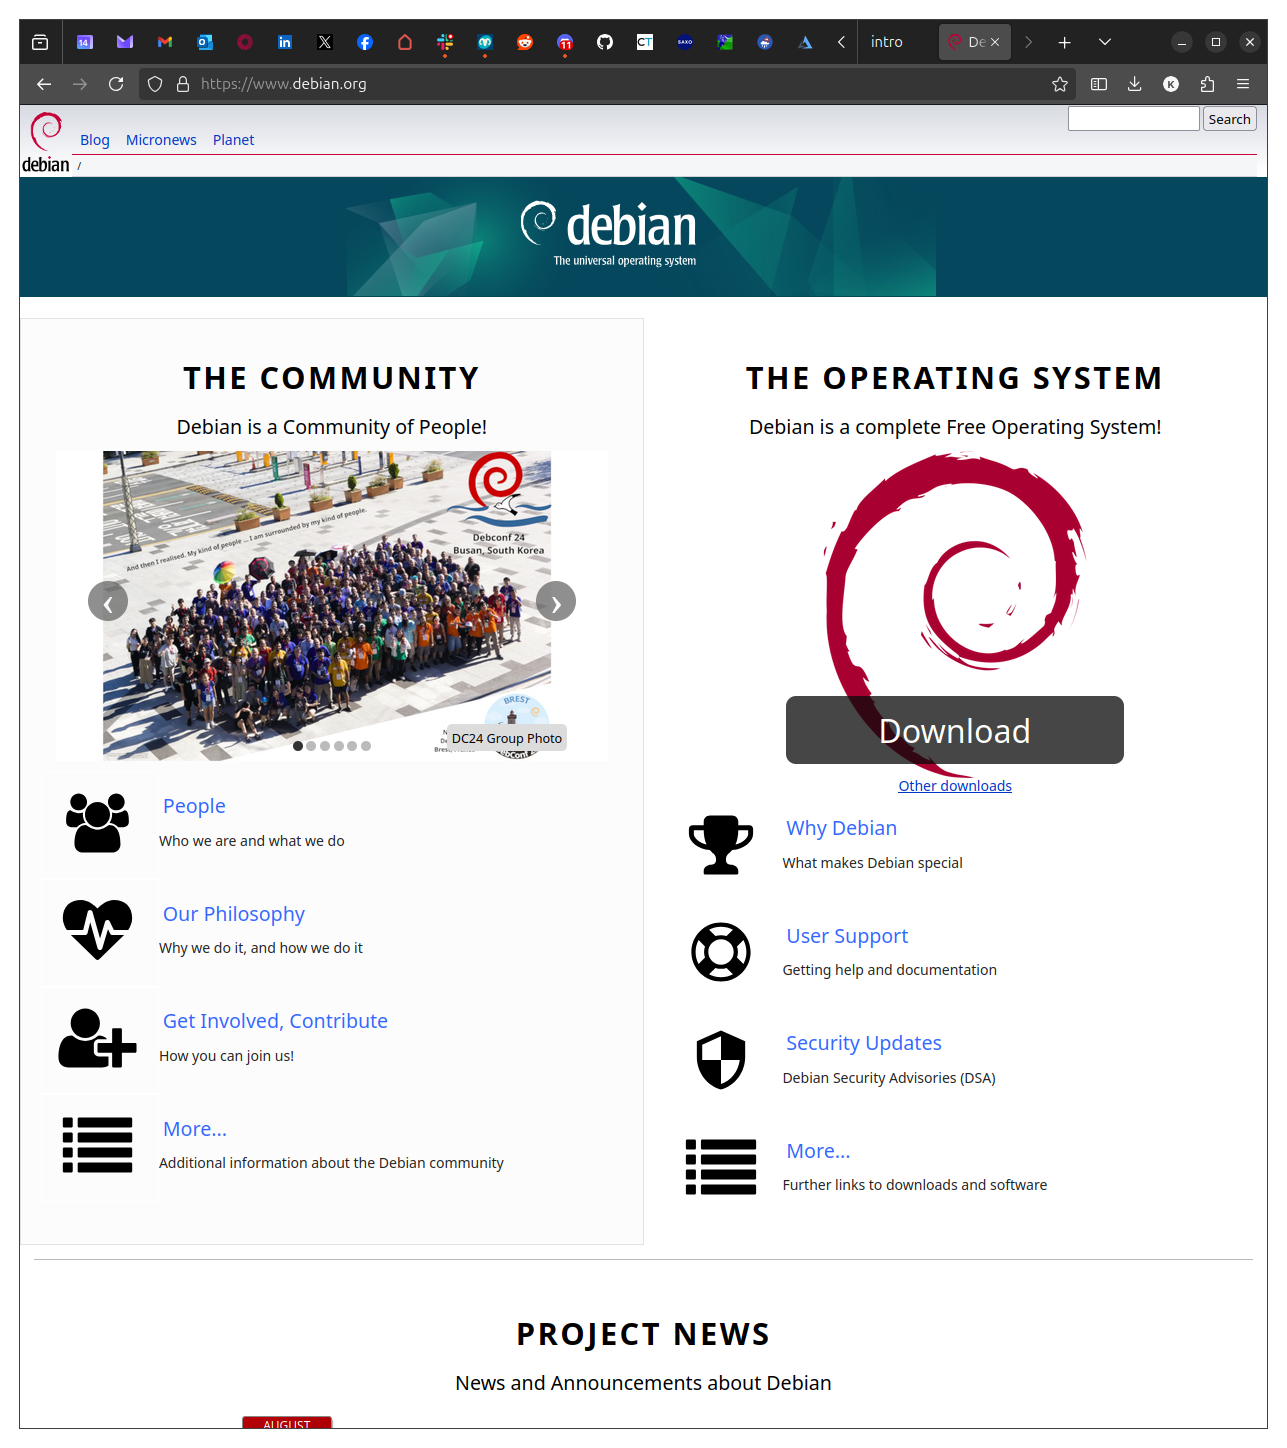 14
11
CT
SAXO
intro
De
https://www.debian.org
K
Search
Blog Micronews Planet
debian
/
debian
The universal operating system
THE COMMUNITY
Debian is a Community of People!
And then I realised. My kind of people ... I am surrounded by my kind of people.
Debconf 24
Busan, South Korea
BREST
DC24 Group Photo
People
Who we are and what we do
Our Philosophy
Why we do it, and how we do it
Get Involved, Contribute
How you can join us!
More...
Additional information about the Debian community
THE OPERATING SYSTEM
Debian is a complete Free Operating System!
Download
Other downloads
Why Debian
What makes Debian special
User Support
Getting help and documentation
Security Updates
Debian Security Advisories (DSA)
More...
Further links to downloads and software
PROJECT NEWS
News and Announcements about Debian
AUGUST